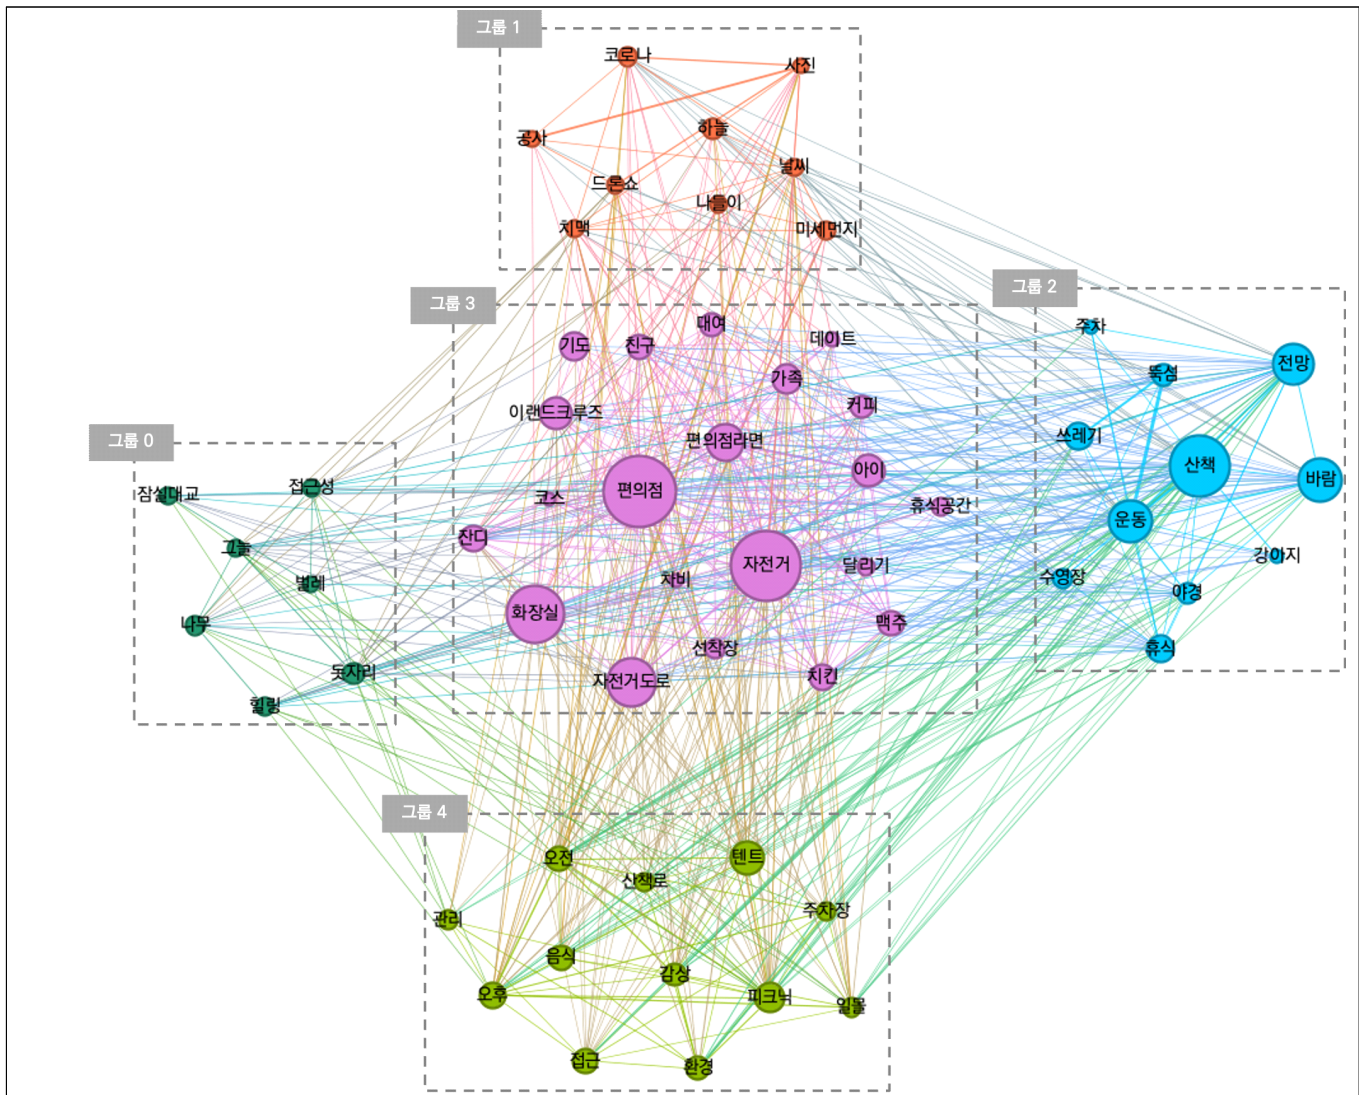 그룹 1
코로나
사진
공사
하늘
날씨
드론쇼
나들이
치맥
미세먼지
그룹 3
대여
기도
친구
데이트
가족
커피
이랜드크루즈
편의점라면
아이
편의점
코스
휴식공간
잔디
자전거
달리기
차비
화장실
맥주
선착장
치킨
자전거도로
그룹 2
주차
전망
뚝섬
쓰레기
산책
바람
운동
강아지
수영장
야경
휴식
그룹 0
접근성
잠실대교
그늘
벌레
나무
돗자리
힐링
그룹 4
오전
텐트
산책로
관리
주차장
음식
감상
오후
피크닉
일몰
접근
환경